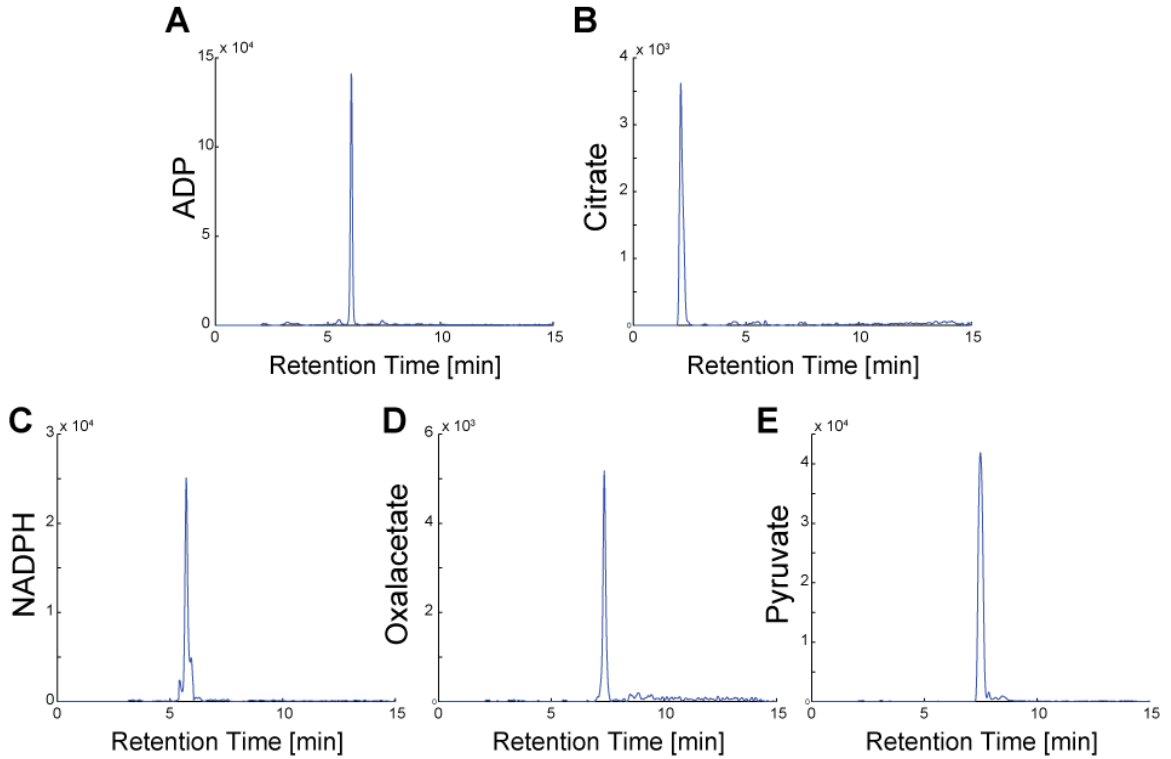 A
B
15 x 10⁴
10
5
0
ADP
0 5 10 15
Retention Time [min]
4 x 10³
3
2
1
0
Citrate
0 5 10 15
Retention Time [min]
C
D
E
3 x 10⁴
2
1
0
NADPH
0 5 10 15
Retention Time [min]
6 x 10³
4
2
0
Oxalacetate
0 5 10 15
Retention Time [min]
x 10⁴
4
3
2
1
0
Pyruvate
0 5 10 15
Retention Time [min]